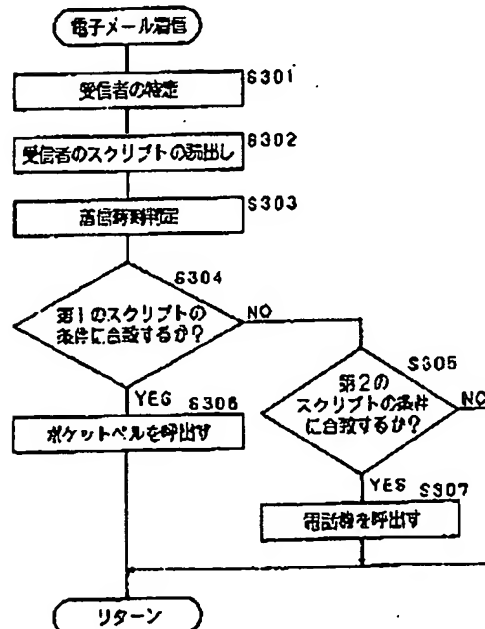 電子メール着信
S301
受信者の特定
S302
受信者のスクリプトの読出し
S303
着信時刻判定
S304
第1のスクリプトの
条件に合致するか?
NO
S305
第2の
スクリプトの条件
に合致するか?
NO
YES
S306
ポケットベルを呼出す
YES
S307
電話機を呼出す
リターン